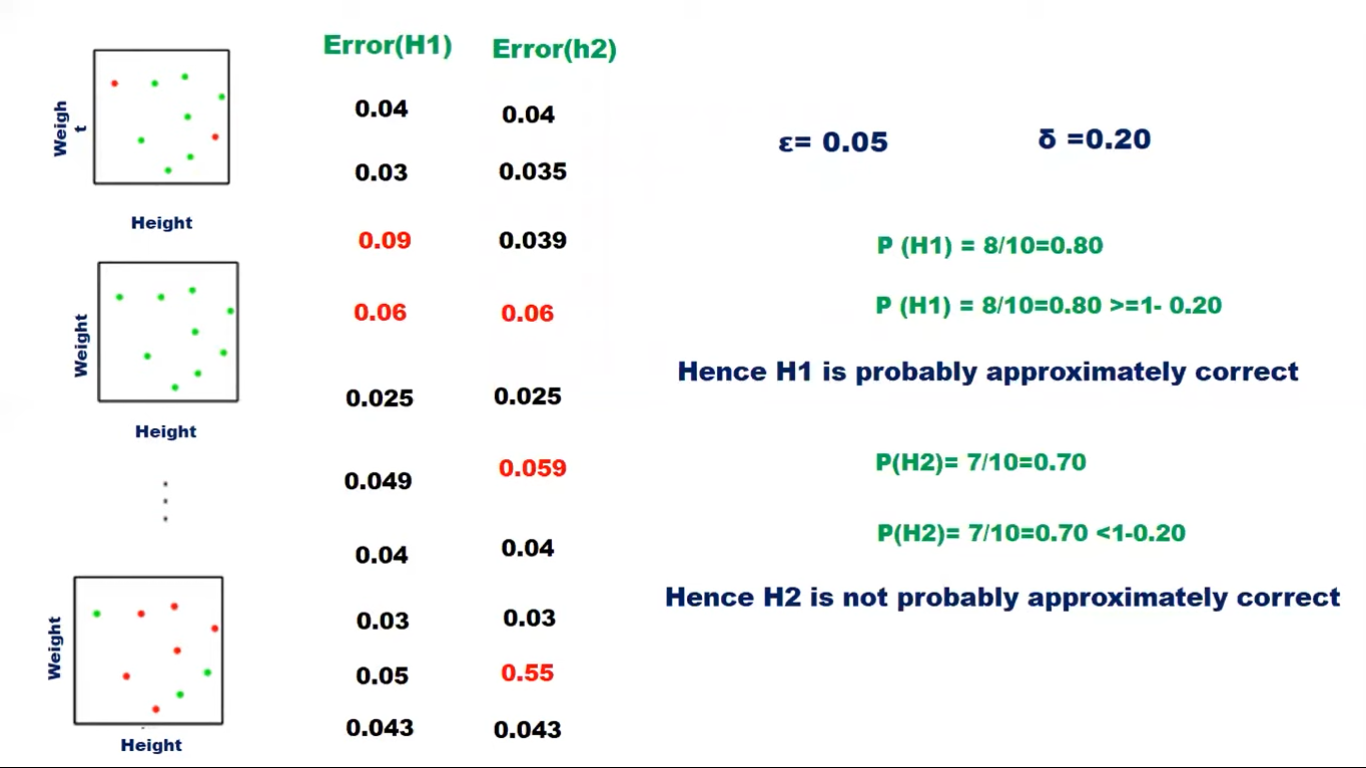 Error(H1) Error(h2)
0.04 0.04
0.03 0.035
0.09 0.039
0.06 0.06
0.025 0.025
0.049 0.059
0.04 0.04
0.03 0.03
0.05 0.55
0.043 0.043
Weigh
t
Height
Weight
Height
Weight
Height
ε= 0.05 δ =0.20
P (H1) = 8/10=0.80
P (H1) = 8/10=0.80 >=1- 0.20
Hence H1 is probably approximately correct
P(H2)= 7/10=0.70
P(H2)= 7/10=0.70 <1-0.20
Hence H2 is not probably approximately correct